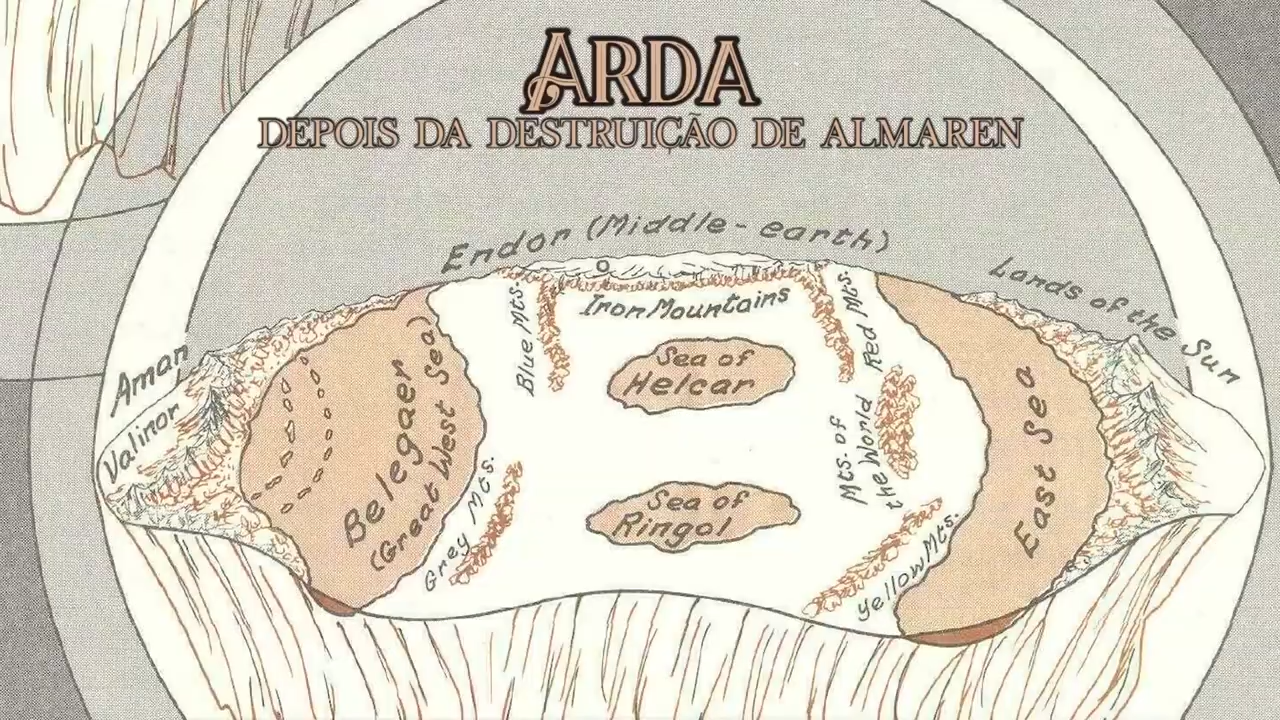 ARDA
DEPOIS DA DESTRUIÇÃO DE ALMAREN
Endor (Middle-earth)
Lands of the Sun
Aman
Valinor
Blue Mts.
Iron Mountains
Red Mts.
Sea of
Helcar
Belegaer
(Great West Sea)
Mts. of
the World
East Sea
Grey Mts.
Sea of
Ringol
Yellow Mts.